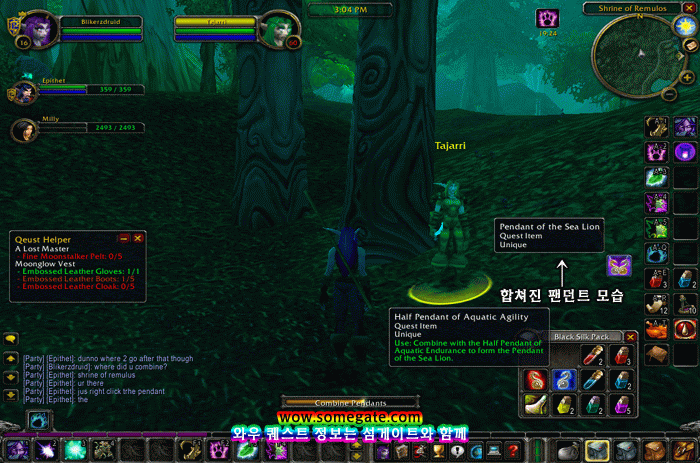 Blikerzdruid
16
Tajarri
3:04 PM
19:24
Shrine of Remulos
N
Epithet
359 / 359
Milly
2493 / 2493
Tajarri
Qeust Helper
A Lost Master
- Fine Moonstalker Pelt: 0/5
Moonglow Vest
- Embossed Leather Gloves: 1/1
- Embossed Leather Boots: 1/5
- Embossed Leather Cloak: 0/5
Pendant of the Sea Lion
Quest Item
Unique
합쳐진 팬던트 모습
Half Pendant of Aquatic Agility
Quest Item
Unique
Use: Combine with the Half Pendant of
Aquatic Endurance to form the Pendant
of the Sea Lion.
Black Silk Pack
[Party] [Epithet]: dunno where 2 go after that though
[Party] [Blikerzdruid]: where did u combine?
[Party] [Epithet]: shrine of remulos
[Party] [Epithet]: ur there
[Party] [Epithet]: jus right click trhe pendant
[Party] [Epithet]: the
Combine Pendants
www.somegate.com
와우 퀘스트 정보는 섬게이트와 함께